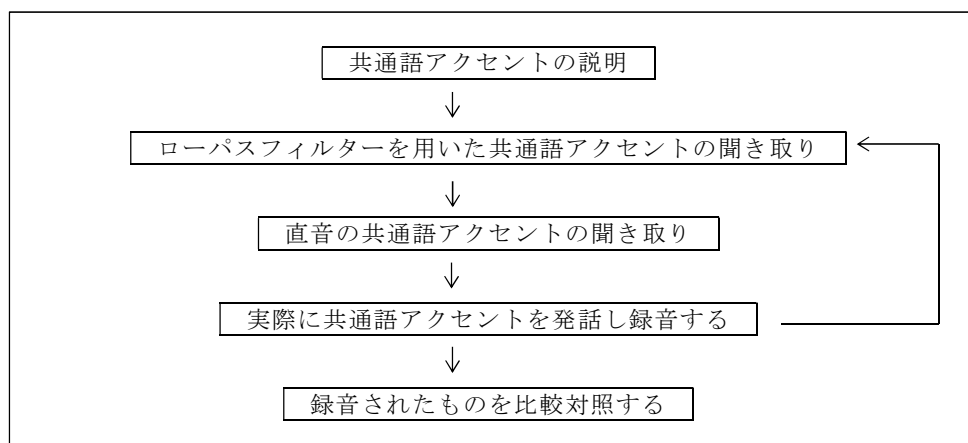 共通語アクセントの説明
ローパスフィルターを用いた共通語アクセントの聞き取り
直音の共通語アクセントの聞き取り
実際に共通語アクセントを発話し録音する
録音されたものを比較対照する